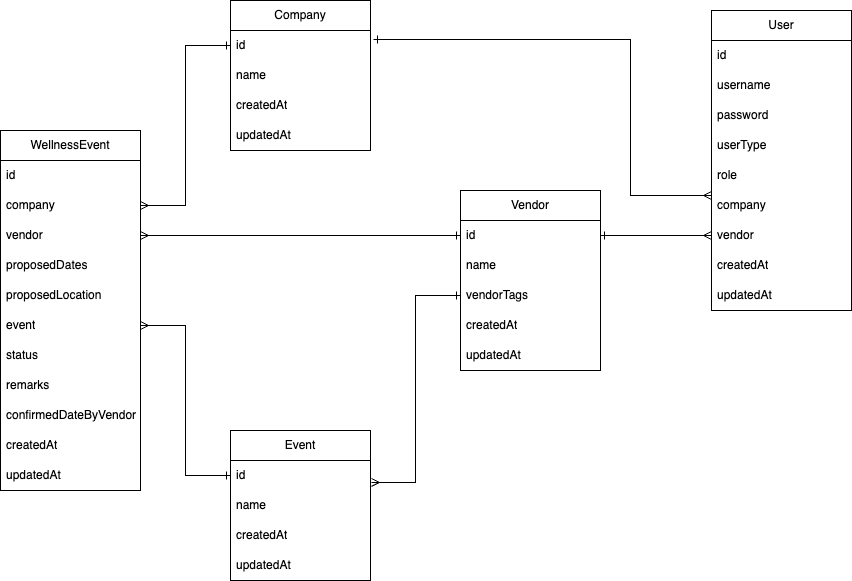 Company
id
name
createdAt
updatedAt
User
id
username
password
userType
role
company
vendor
createdAt
updatedAt
WellnessEvent
id
company
vendor
proposedDates
proposedLocation
event
status
remarks
confirmedDateByVendor
createdAt
updatedAt
Vendor
id
name
vendorTags
createdAt
updatedAt
Event
id
name
createdAt
updatedAt